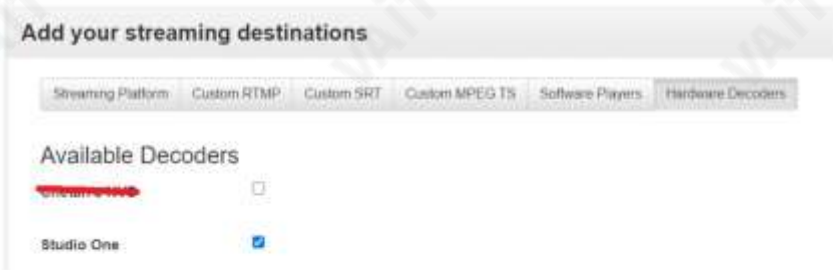 Add your streaming destinations
Streaming Platform Custom RTMP Custom SRT Custom MPEG TS Software Players Hardware Decoders
Available Decoders
Studio One